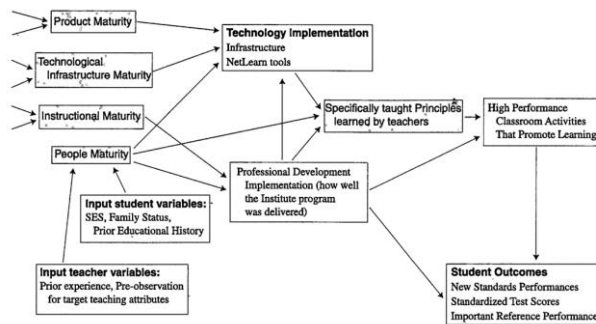 Product Maturity
Technological
Infrastructure Maturity
Instructional Maturity
People Maturity
Input student variables:
SES, Family Status,
Prior Educational History
Input teacher variables:
Prior experience, Pre-observation
for target teaching attributes
Technology Implementation
Infrastructure
NetLearn tools
Specifically taught Principles
learned by teachers
Professional Development
Implementation (how well
the Institute program
was delivered)
High Performance
Classroom Activities
That Promote Learning
Student Outcomes
New Standards Performances
Standardized Test Scores
Important Reference Performance